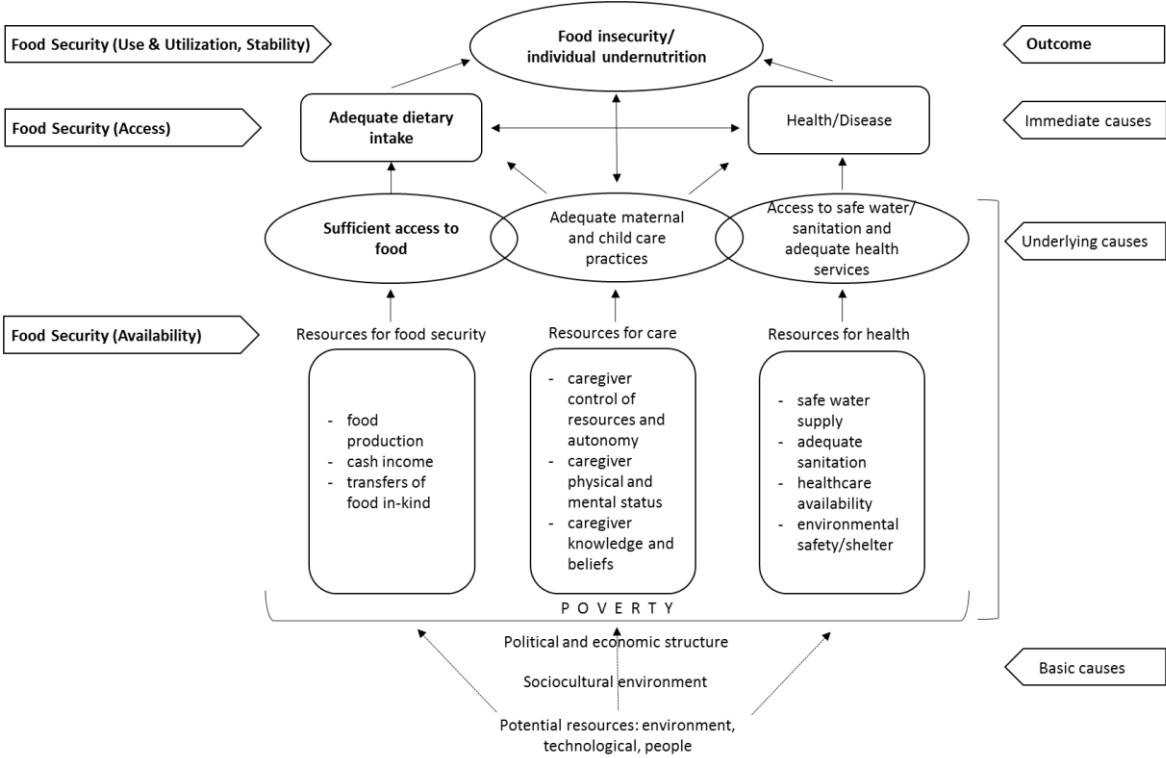 Food Security (Use & Utilization, Stability)
Food insecurity/
individual undernutrition
Outcome
Food Security (Access)
Adequate dietary
intake
Health/Disease
Immediate causes
Sufficient access to
food
Adequate maternal
and child care
practices
Access to safe water/
sanitation and
adequate health
services
Underlying causes
Food Security (Availability)
Resources for food security
- food
production
- cash income
- transfers of
food in-kind
Resources for care
- caregiver
control of
resources and
autonomy
- caregiver
physical and
mental status
- caregiver
knowledge and
beliefs
Resources for health
- safe water
supply
- adequate
sanitation
- healthcare
availability
- environmental
safety/shelter
P O V E R T Y
Political and economic structure
Sociocultural environment
Potential resources: environment,
technological, people
Basic causes